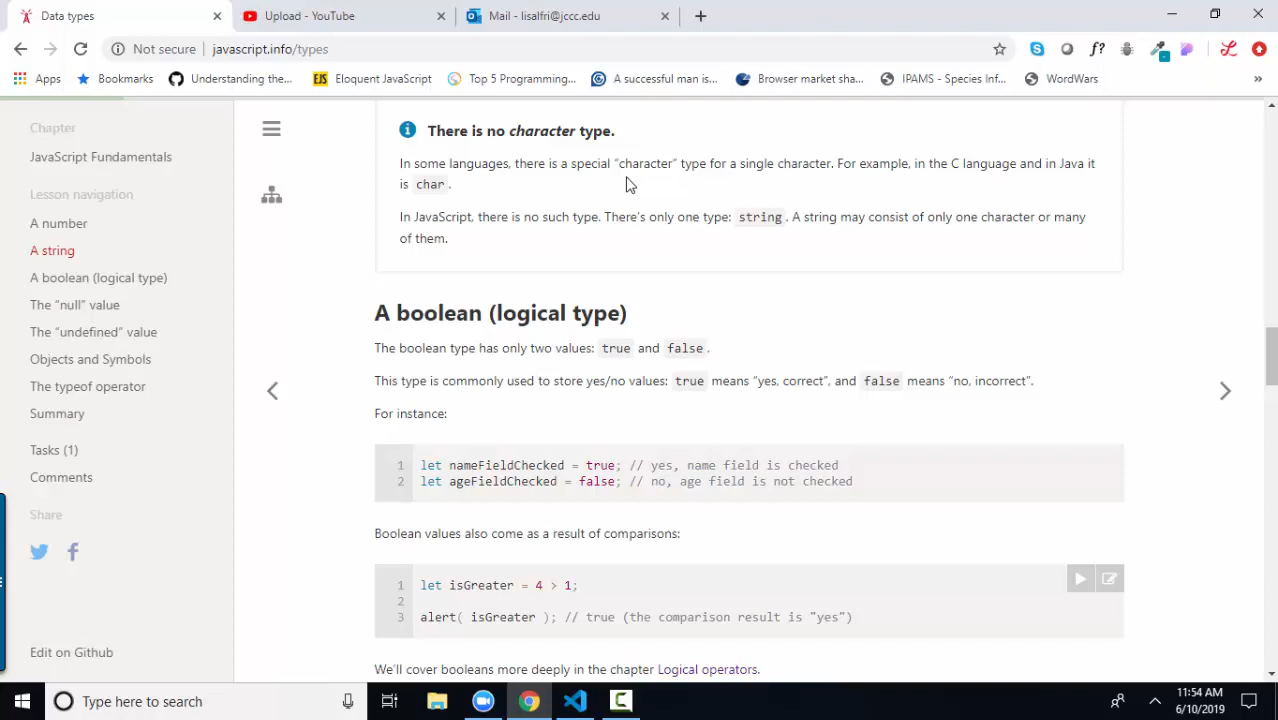 Data types
Upload - YouTube
Mail - lisalfri@jccc.edu
Not secure
javascript.info/types
f?
Apps
Bookmarks
Understanding the...
EJS
Eloquent JavaScript
Top 5 Programming...
A successful man is...
Browser market sha...
IPAMS - Species Inf...
WordWars
»
Chapter
JavaScript Fundamentals
Lesson navigation
A number
A string
A boolean (logical type)
The “null” value
The “undefined” value
Objects and Symbols
The typeof operator
Summary
Tasks (1)
Comments
Share
Edit on Github
There is no character type.
In some languages, there is a special “character” type for a single character. For example, in the C language and in Java it
is char .
In JavaScript, there is no such type. There’s only one type: string . A string may consist of only one character or many
of them.
A boolean (logical type)
The boolean type has only two values: true and false .
This type is commonly used to store yes/no values: true means “yes, correct”, and false means “no, incorrect”.
For instance:
1 let nameFieldChecked = true; // yes, name field is checked
2 let ageFieldChecked = false; // no, age field is not checked
Boolean values also come as a result of comparisons:
1 let isGreater = 4 > 1;
2
3 alert( isGreater ); // true (the comparison result is "yes")
We’ll cover booleans more deeply in the chapter Logical operators.
Type here to search
11:54 AM
6/10/2019